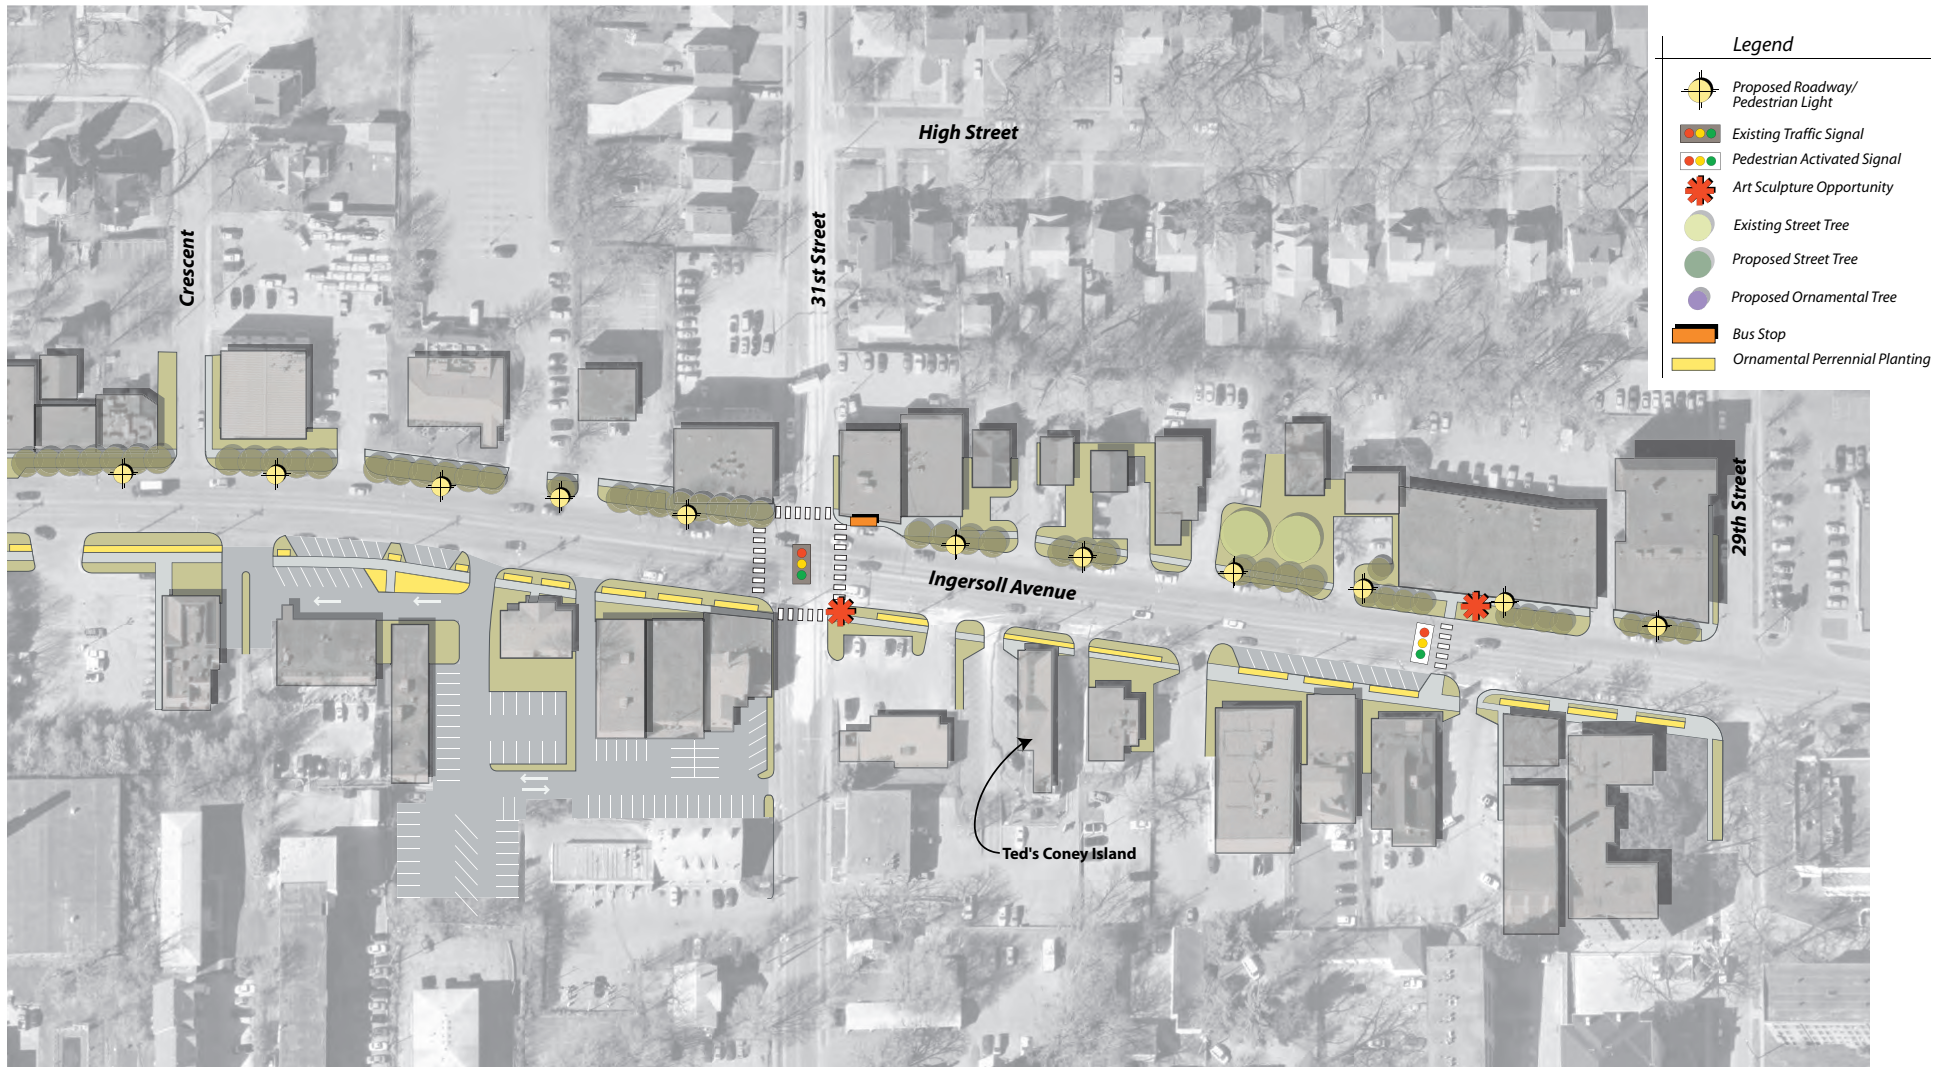 Legend
Proposed Roadway/
Pedestrian Light
Existing Traffic Signal
Pedestrian Activated Signal
Art Sculpture Opportunity
Existing Street Tree
Proposed Street Tree
Proposed Ornamental Tree
Bus Stop
Ornamental Perrennial Planting
High Street
Crescent
31st Street
29th Street
Ingersoll Avenue
Ted's Coney Island